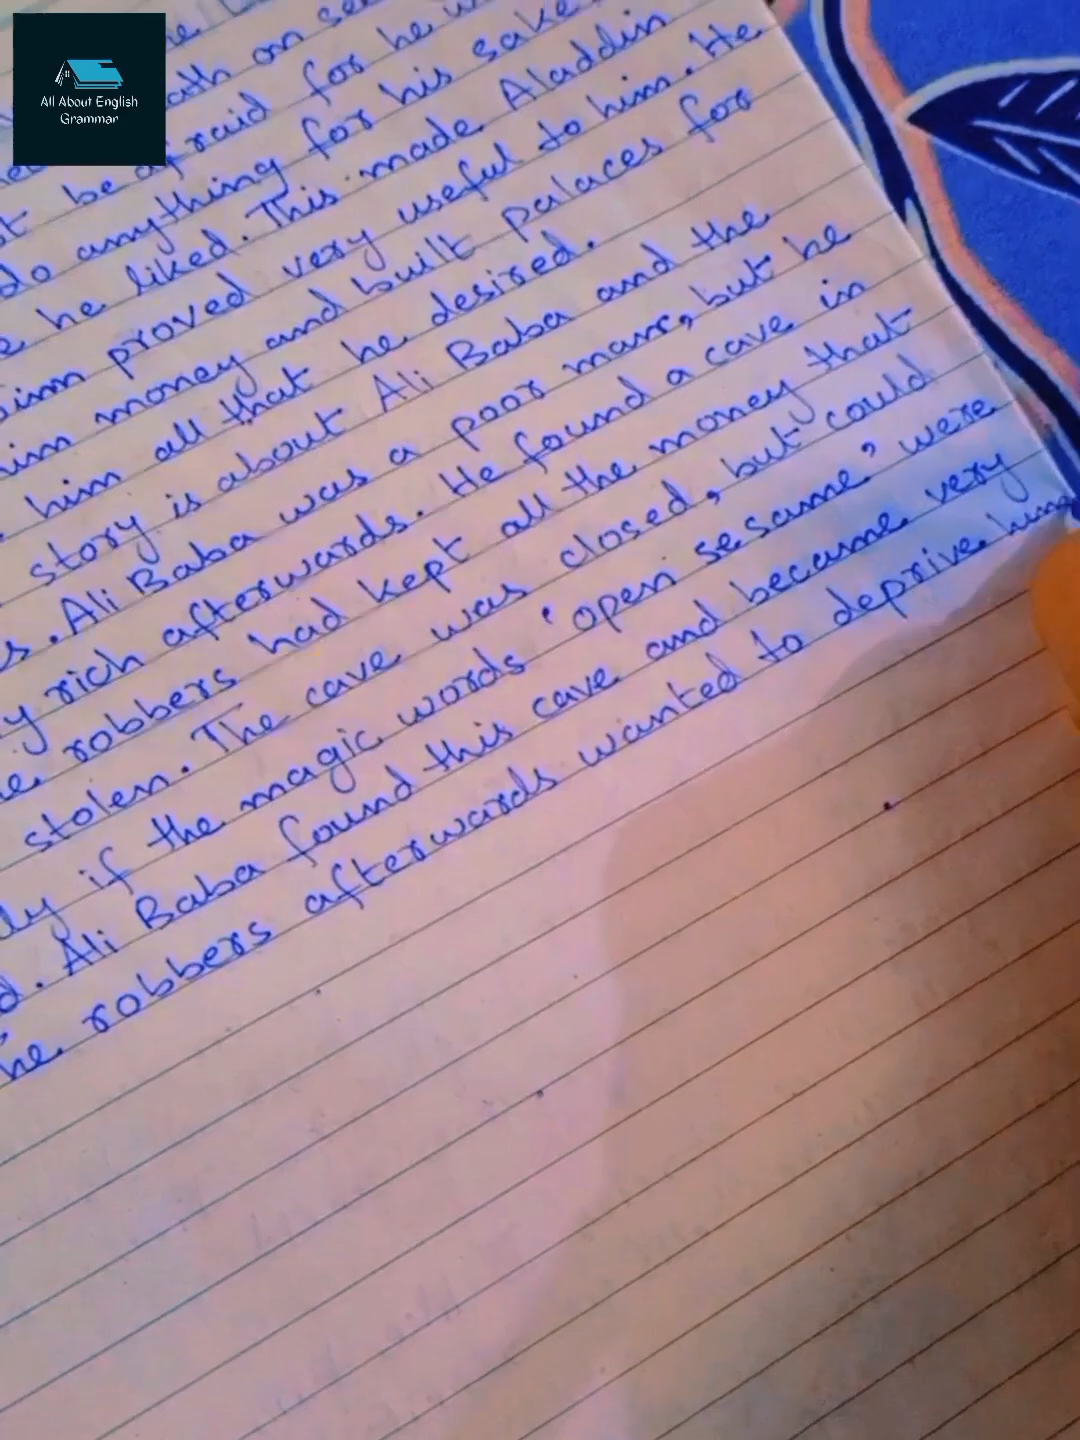 All About English
Grammar
on
be afraid for he
do anything for his sake
he liked. This made Aladdin
proved very useful to him. He
him money and built palaces for
him all that he desired.
story is about Ali Baba and the
Ali Baba was a poor man, but he
rich afterwards. He found a cave in
robbers had kept all the money that
stolen. The cave was closed, but could
if the magic words 'open sesame' were
Ali Baba found this cave and became very
robbers afterwards wanted to deprive him